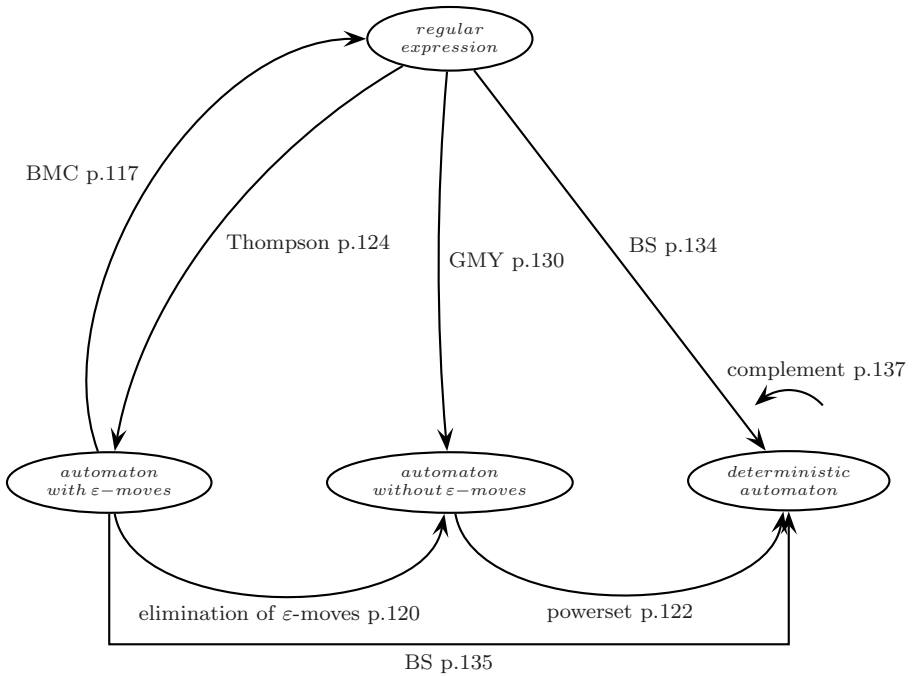 regular
expression
BMC p.117
Thompson p.124
GMY p.130
BS p.134
complement p.137
automaton
with ε−moves
automaton
without ε−moves
deterministic
automaton
elimination of ε-moves p.120
powerset p.122
BS p.135